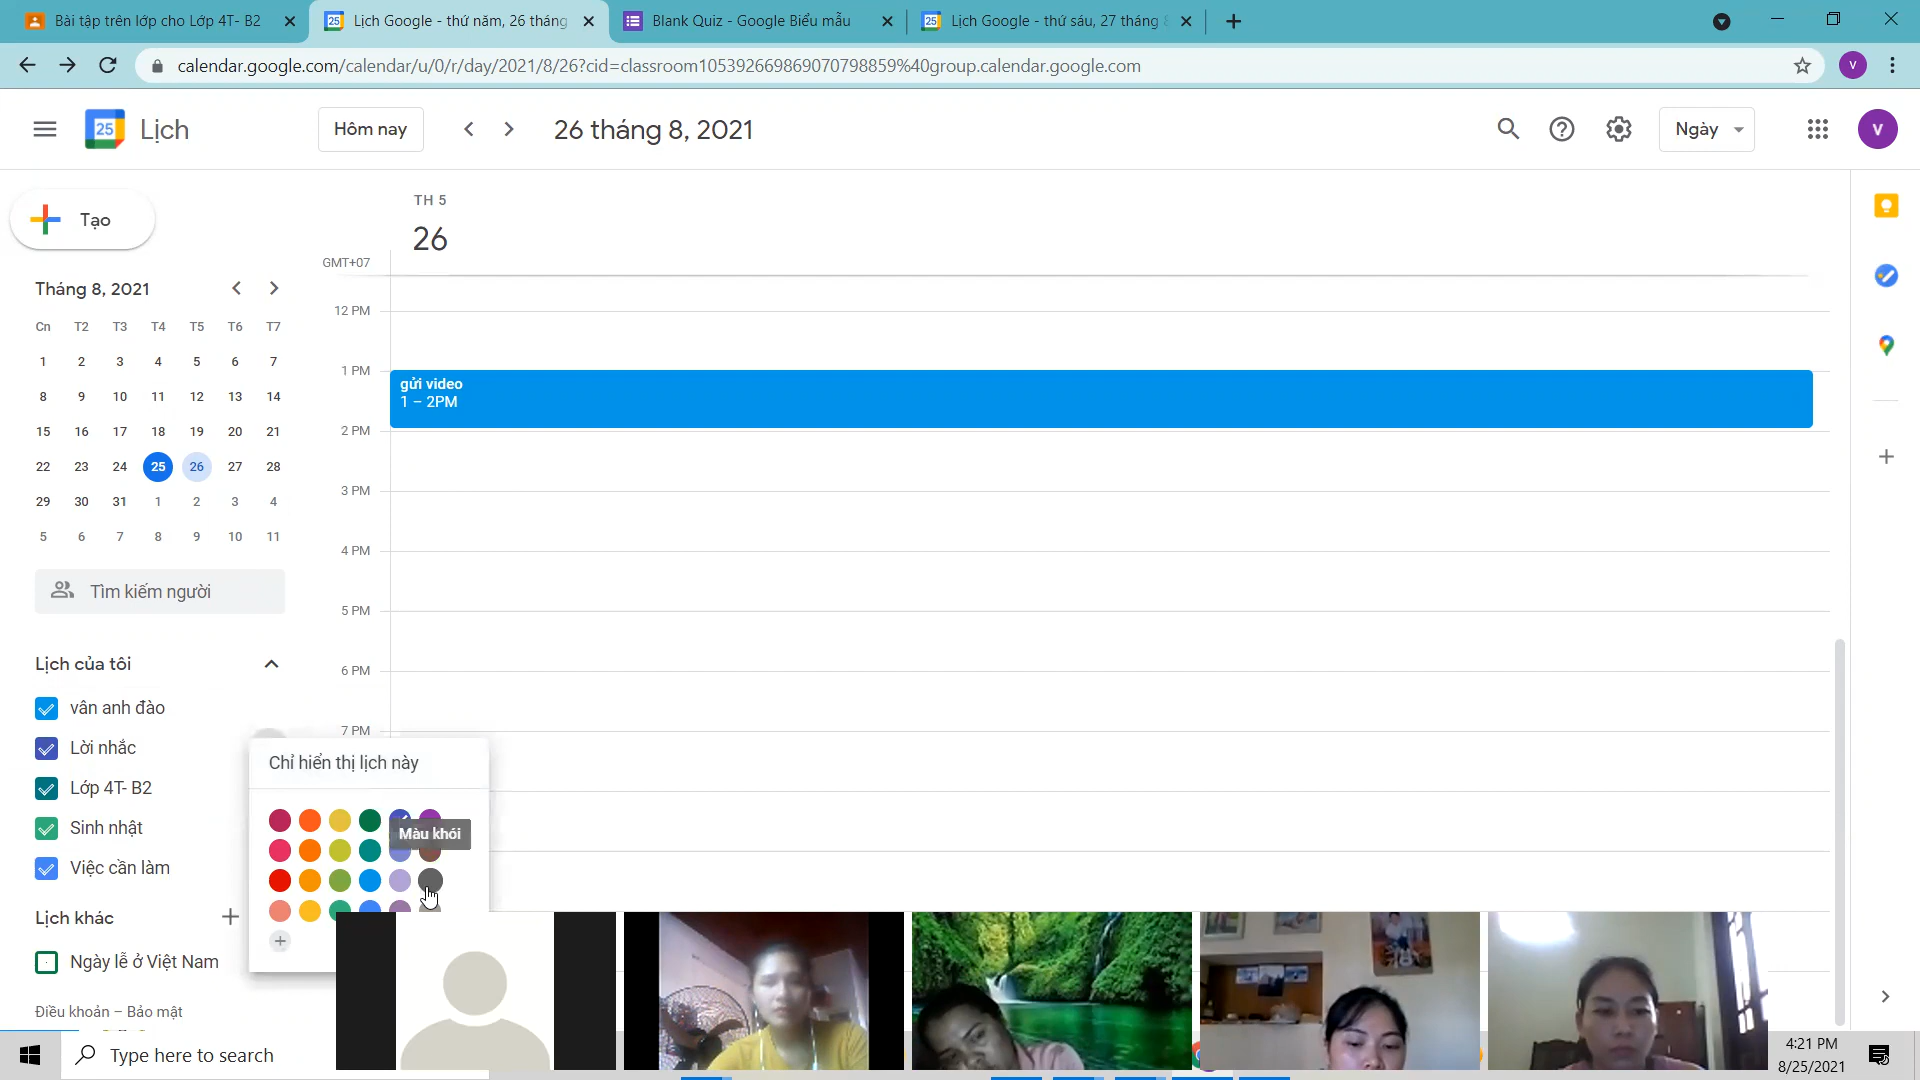 Bài tập trên lớp cho Lớp 4T- B2
Lịch Google - thứ năm, 26 tháng
Blank Quiz - Google Biểu mẫu
Lịch Google - thứ sáu, 27 tháng 8
V
calendar.google.com/calendar/u/0/r/day/2021/8/26?cid=classroom105392669869070798859%40group.calendar.google.com
25
Lịch
Hôm nay
26 tháng 8, 2021
Ngày
V
Tạo
TH 5
26
GMT+07
Tháng 8, 2021
Cn T2 T3 T4 T5 T6 T7
1 2 3 4 5 6 7
8 9 10 11 12 13 14
15 16 17 18 19 20 21
22 23 24 25 26 27 28
29 30 31 1 2 3 4
5 6 7 8 9 10 11
12 PM
1 PM
gửi video
1 – 2PM
2 PM
3 PM
4 PM
5 PM
6 PM
7 PM
Tìm kiếm người
Lịch của tôi
vân anh đào
Lời nhắc
Lớp 4T- B2
Sinh nhật
Việc cần làm
Lịch khác
Ngày lễ ở Việt Nam
Điều khoản – Bảo mật
Chỉ hiển thị lịch này
Màu khói
Type here to search
4:21 PM
8/25/2021